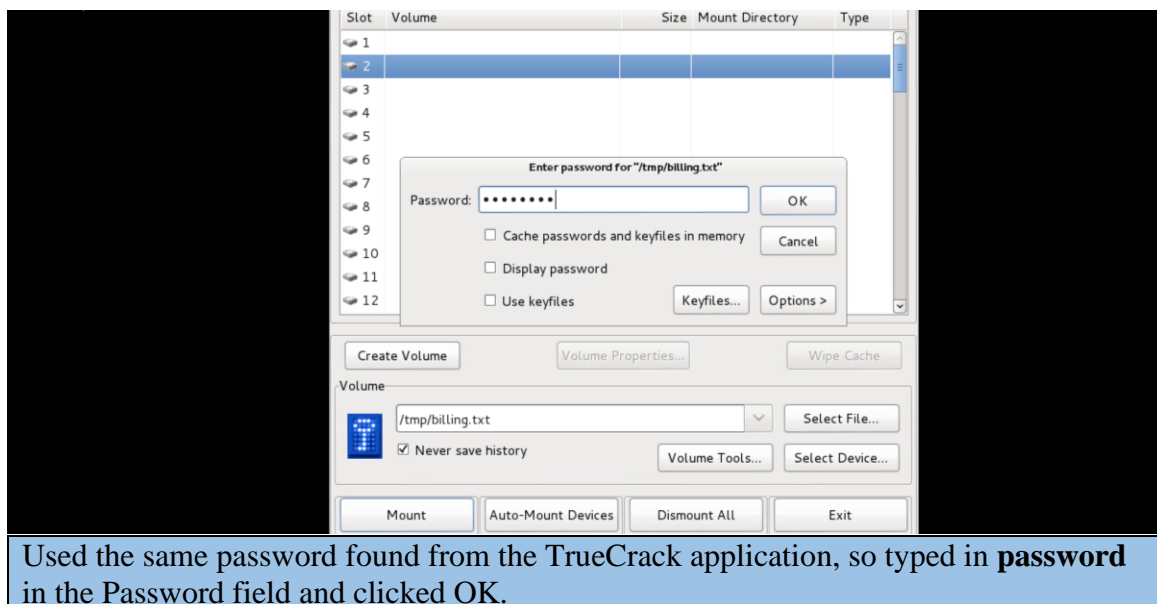 Slot Volume Size Mount Directory Type
1
2
3
4
5
6
7
8
9
10
11
12
Enter password for "/tmp/billing.txt"
Password: •••••••• OK
Cache passwords and keyfiles in memory Cancel
Display password
Use keyfiles Keyfiles... Options >
Create Volume Volume Properties... Wipe Cache
Volume
/tmp/billing.txt Select File...
Never save history Volume Tools... Select Device...
Mount Auto-Mount Devices Dismount All Exit
Used the same password found from the TrueCrack application, so typed in password
in the Password field and clicked OK.